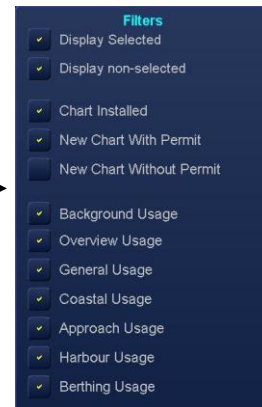 Filters
Display Selected
Display non-selected
Chart Installed
New Chart With Permit
New Chart Without Permit
Background Usage
Overview Usage
General Usage
Coastal Usage
Approach Usage
Harbour Usage
Berthing Usage